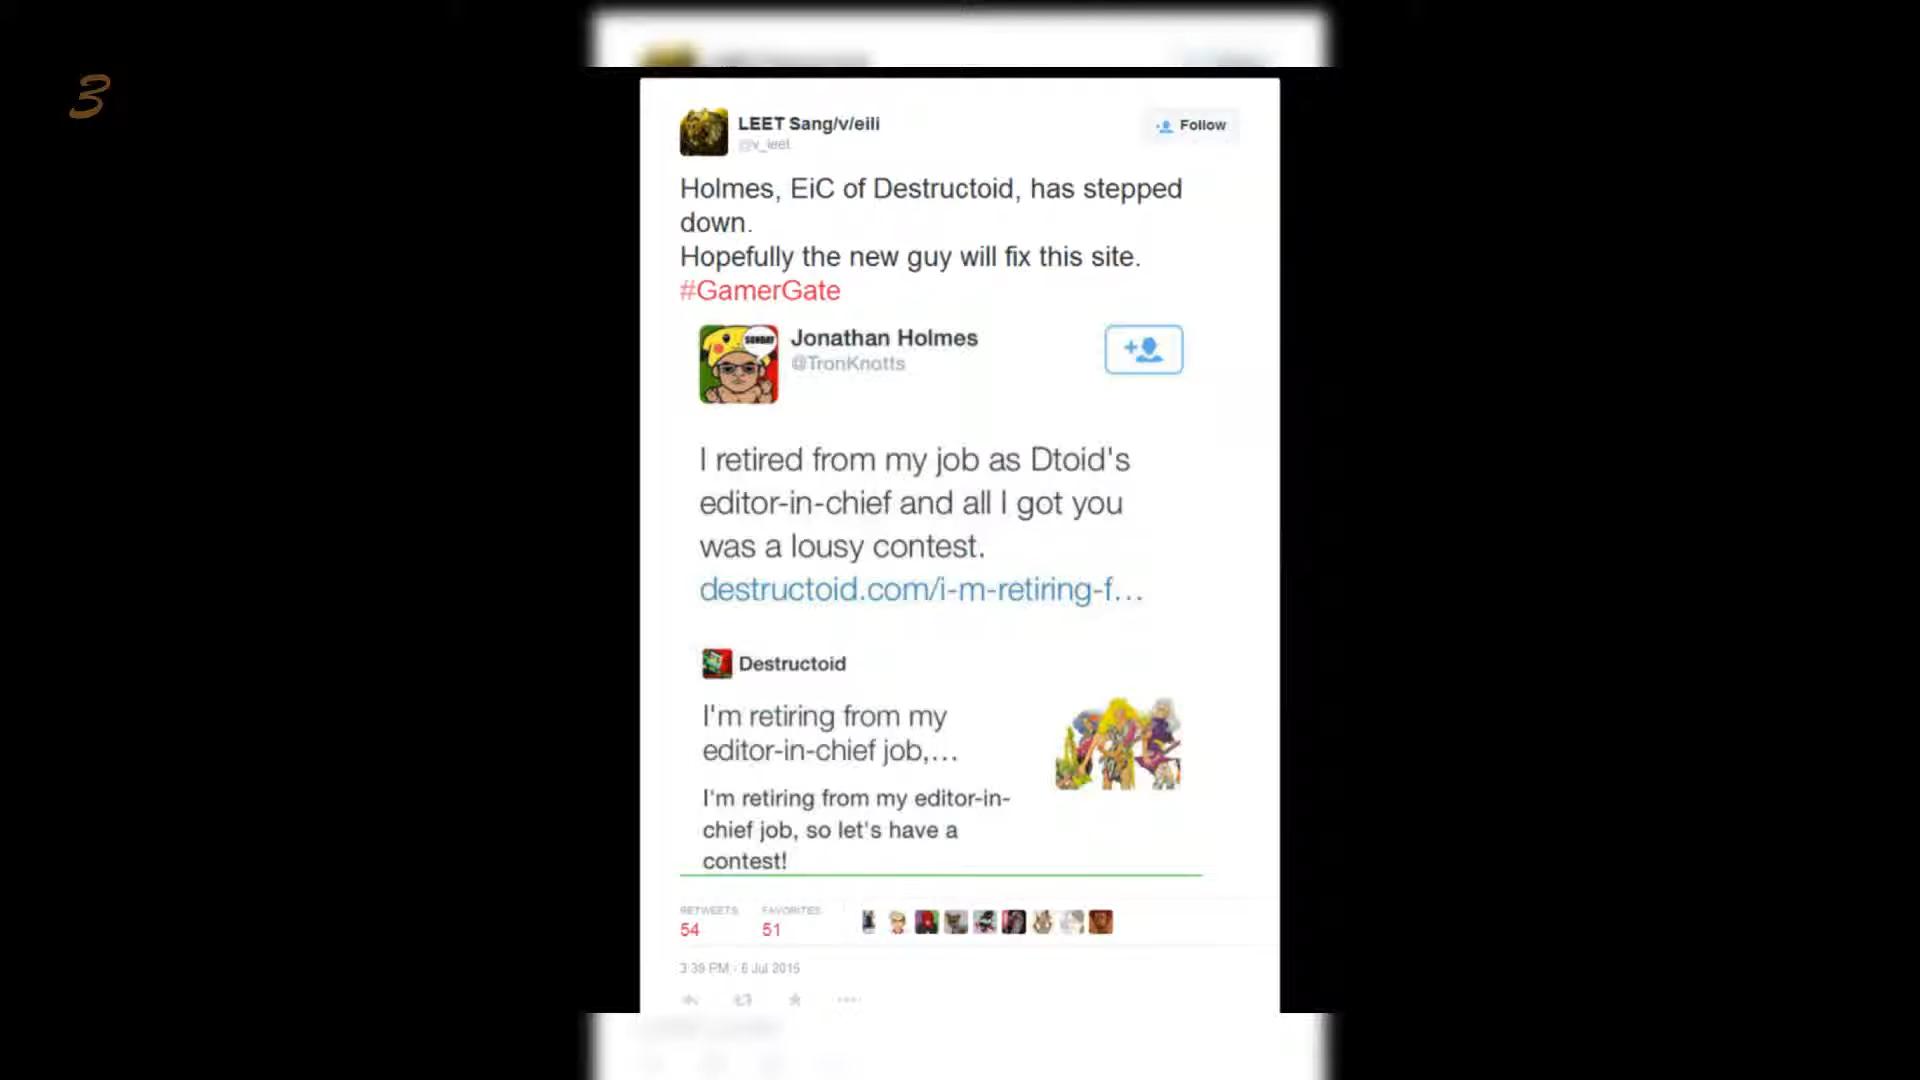 3
LEET Sang/v/eili
@v_leet
Follow
Holmes, EiC of Destructoid, has stepped
down.
Hopefully the new guy will fix this site.
#GamerGate
SUNDAY
Jonathan Holmes
@TronKnotts
I retired from my job as Dtoid's
editor-in-chief and all I got you
was a lousy contest.
destructoid.com/i-m-retiring-f...
Destructoid
I'm retiring from my
editor-in-chief job,...
I'm retiring from my editor-in-
chief job, so let's have a
contest!
RETWEETS FAVORITES
54 51
3:39 PM - 6 Jul 2015